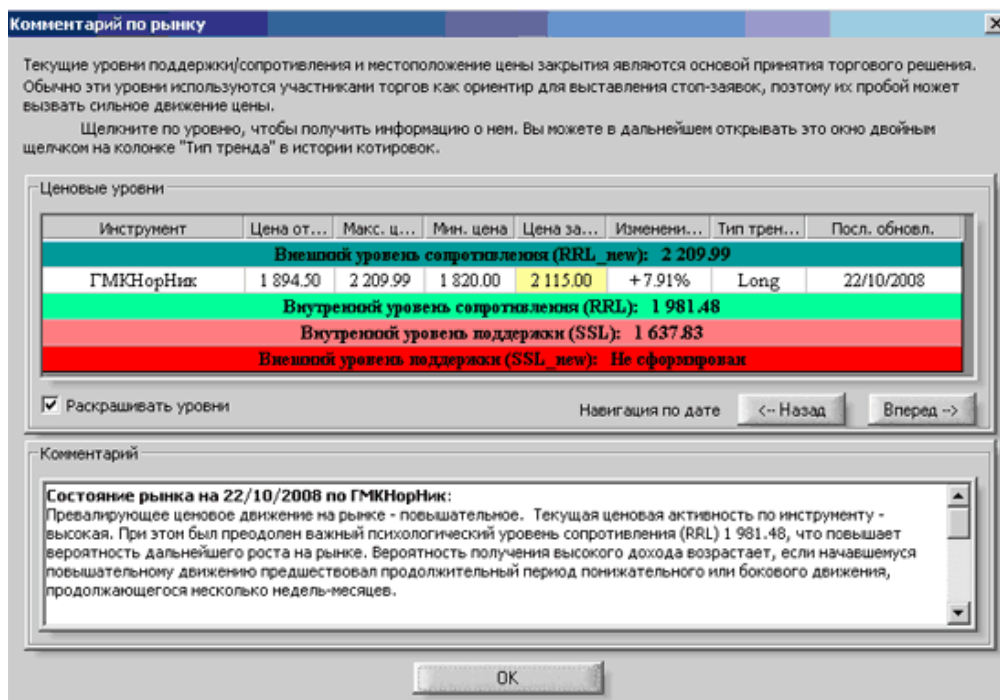 Комментарий по рынку
Текущие уровни поддержки/сопротивления и местоположение цены закрытия являются основой принятия торгового решения.
Обычно эти уровни используются участниками торгов как ориентир для выставления стоп-заявок, поэтому их пробой может
вызвать сильное движение цены.
Щелкните по уровню, чтобы получить информацию о нем. Вы можете в дальнейшем открывать это окно двойным
щелчком на колонке "Тип тренда" в истории котировок.
Ценовые уровни
Инструмент Цена от... Макс. ц... Мин. цена Цена за... Изменени... Тип трен... Посл. обновл.
Внешний уровень сопротивления (RRL_new): 2 209.99
ГМКНорНик 1 894.50 2 209.99 1 820.00 2 115.00 +7.91% Long 22/10/2008
Внутренний уровень сопротивления (RRL): 1 981.48
Внутренний уровень поддержки (SSL): 1 637.83
Внешний уровень поддержки (SSL_new): Не сформирован
Раскрашивать уровни Навигация по дате <-- Назад Вперед -->
Комментарий
Состояние рынка на 22/10/2008 по ГМКНорНик:
Превалирующее ценовое движение на рынке - повышательное. Текущая ценовая активность по инструменту -
высокая. При этом был преодолен важный психологический уровень сопротивления (RRL) 1 981.48, что повышает
вероятность дальнейшего роста на рынке. Вероятность получения высокого дохода возрастает, если начавшемуся
повышательному движению предшествовал продолжительный период понижательного или бокового движения,
продолжающегося несколько недель-месяцев.
OK